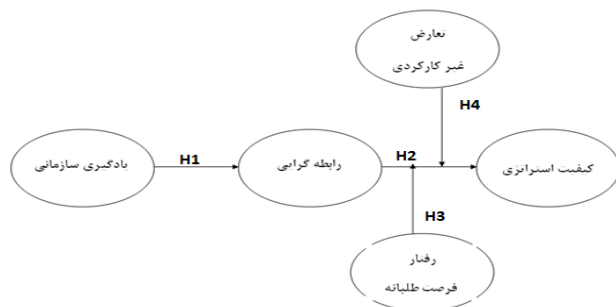 تعارض
غیر کارکردی
H4
یادگیری سازمانی
H1
رابطه گرایی
H2
کیفیت استراتژی
H3
رفتار
فرصت طلبانه